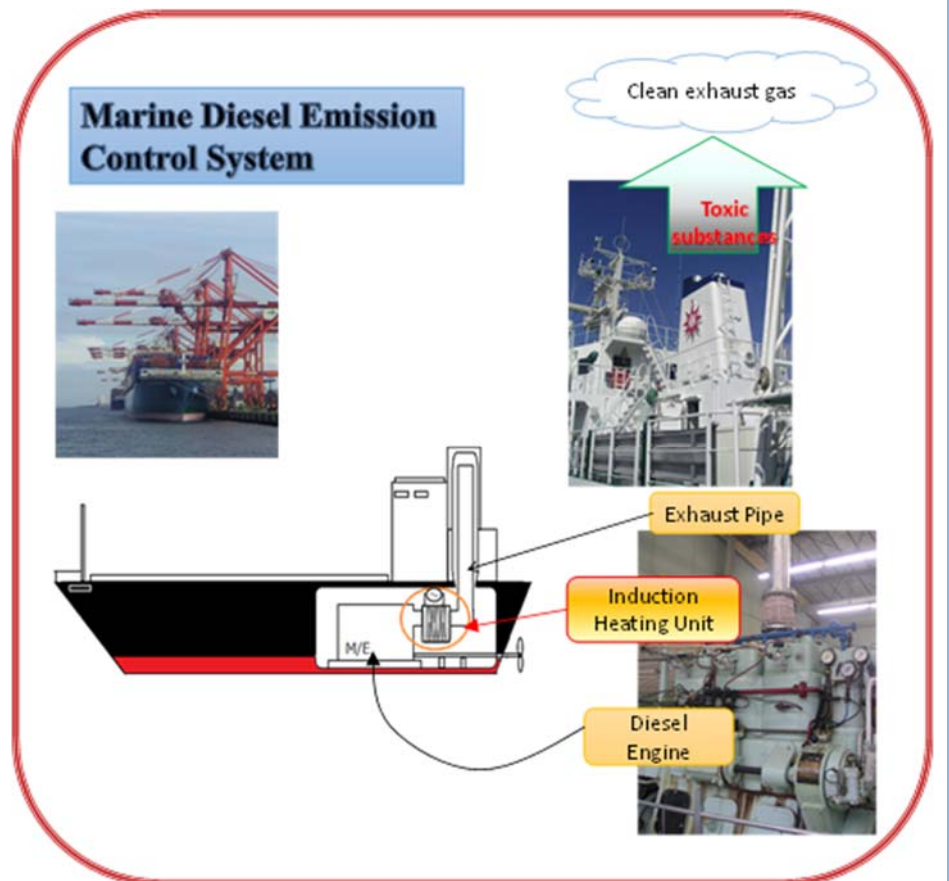 Marine Diesel Emission
Control System
Clean exhaust gas
Toxic
substances
Exhaust Pipe
Induction
Heating Unit
M/E
Diesel
Engine